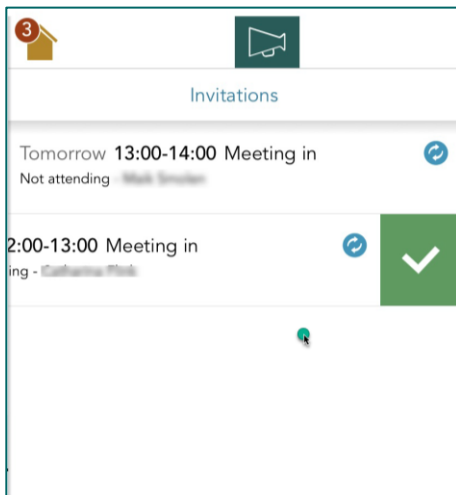 3
Invitations
Tomorrow 13:00-14:00 Meeting in
Not attending -
2:00-13:00 Meeting in
ing -